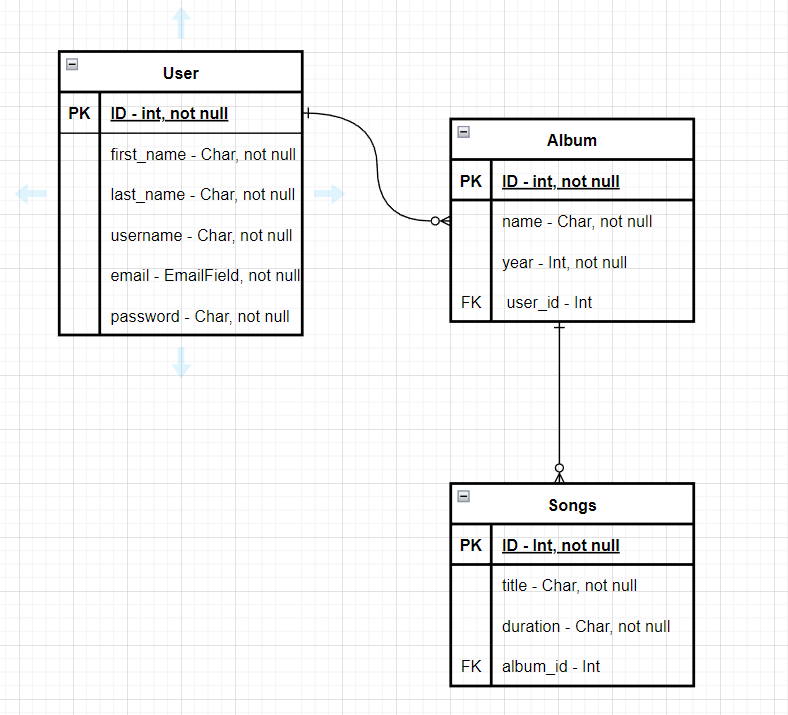 User
PK ID - int, not null
first_name - Char, not null
last_name - Char, not null
username - Char, not null
email - EmailField, not null
password - Char, not null
Album
PK ID - int, not null
name - Char, not null
year - Int, not null
FK user_id - Int
Songs
PK ID - Int, not null
title - Char, not null
duration - Char, not null
FK album_id - Int